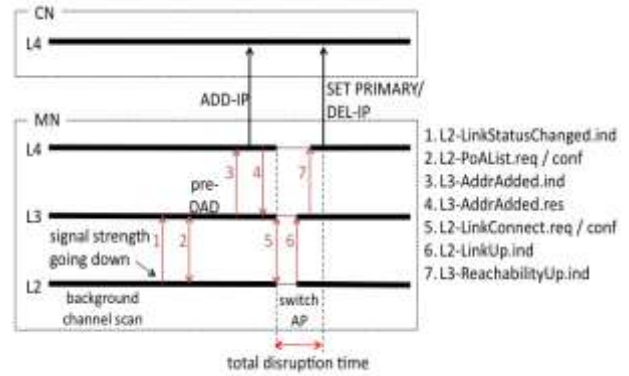 CN
L4
ADD-IP
SET PRIMARY/
DEL-IP
MN
L4
3
4
7
pre-
DAD
L3
signal strength
going down
1
2
5
6
L2
background
channel scan
switch
AP
total disruption time
1. L2-LinkStatusChanged.ind
2. L2-PoAList.req / conf
3. L3-AddrAdded.ind
4. L3-AddrAdded.res
5. L2-LinkConnect.req / conf
6. L2-LinkUp.ind
7. L3-ReachabilityUp.ind